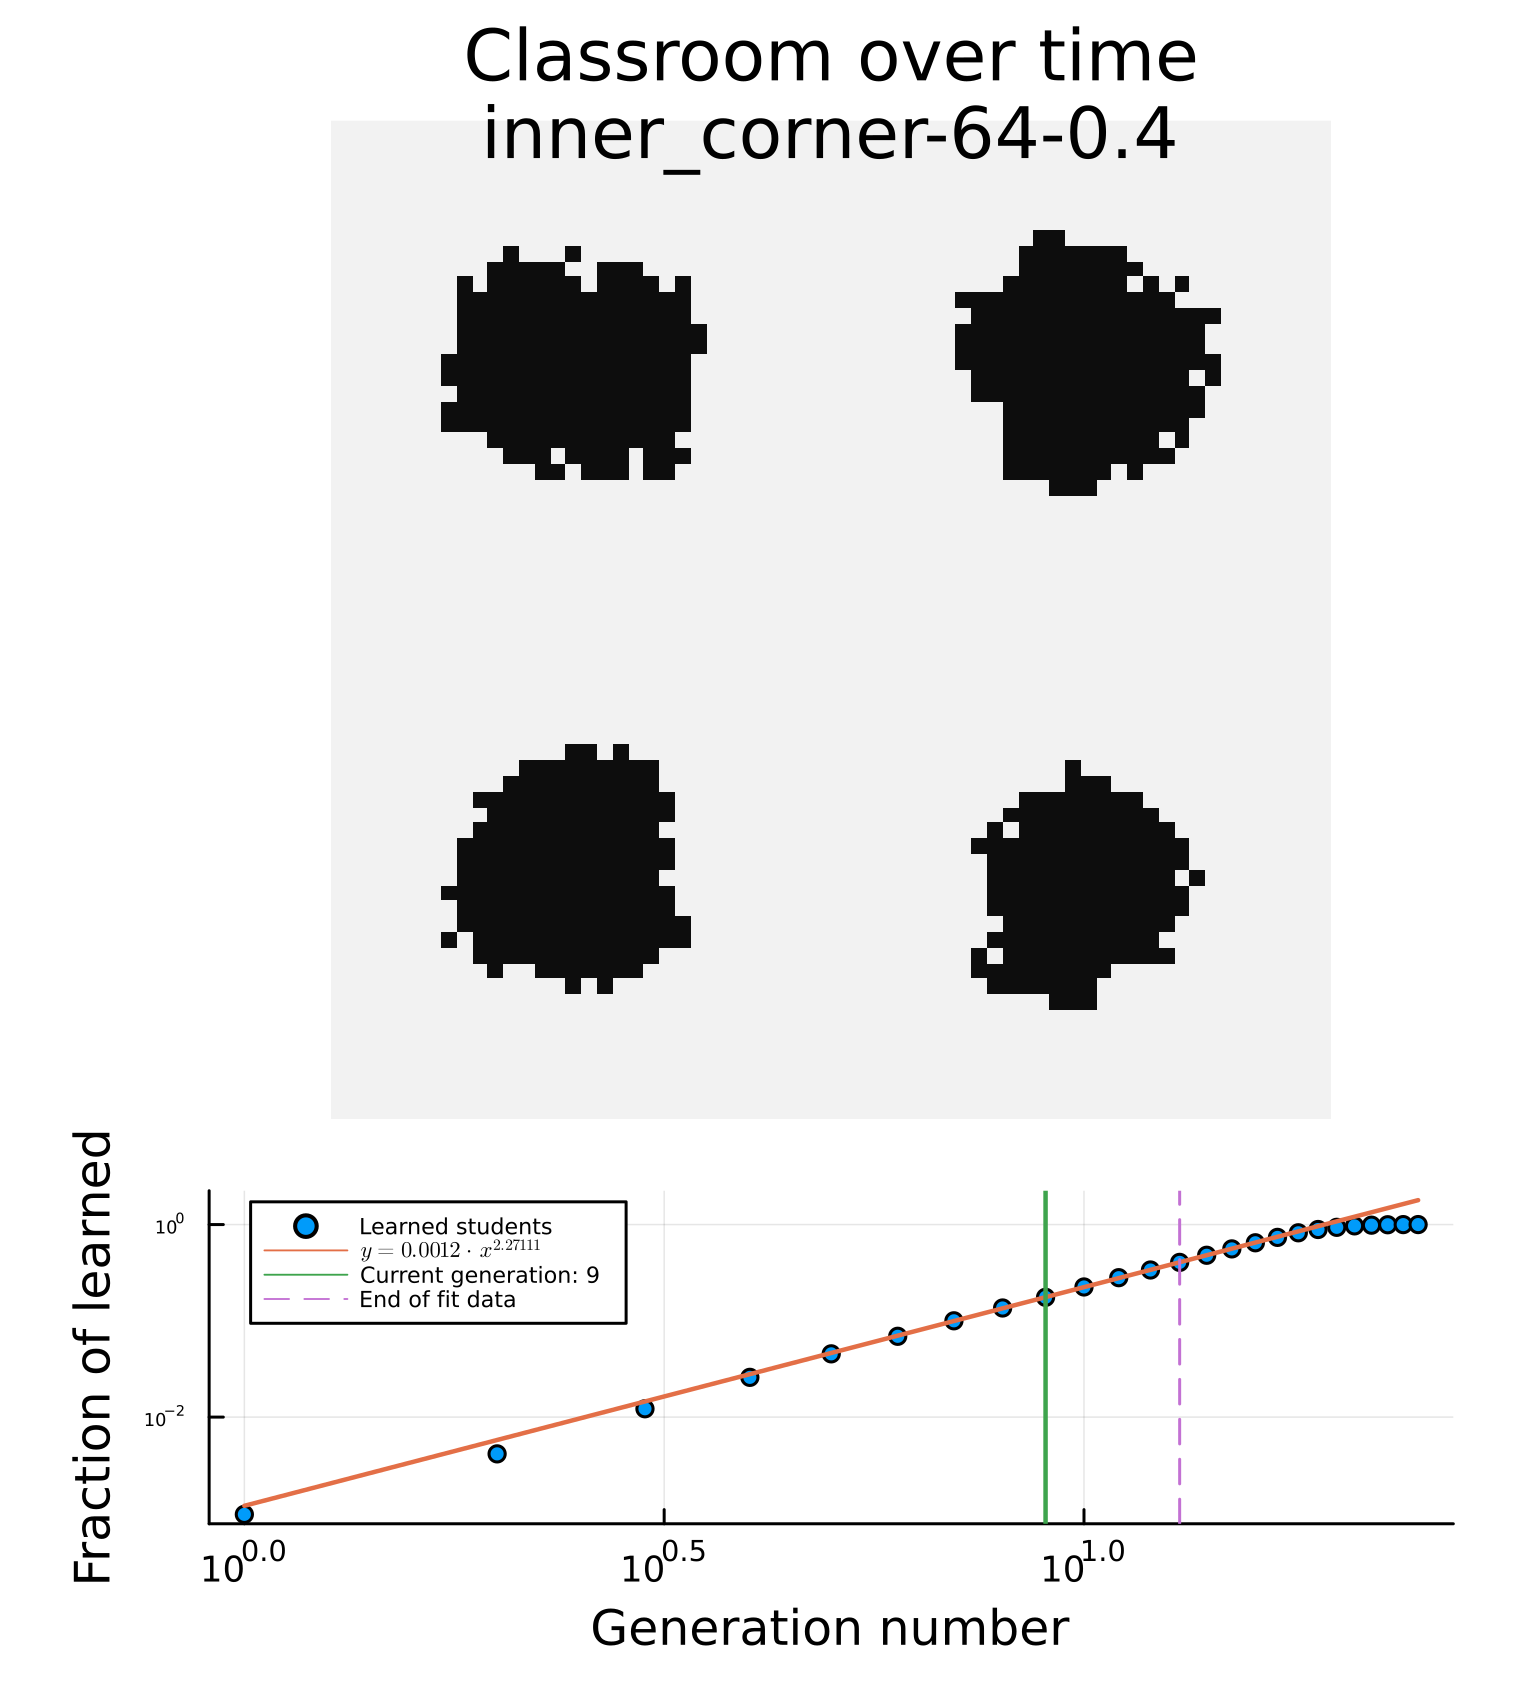 Classroom over time
inner_corner-64-0.4
Fraction of learned
10^0
10^−2
Learned students
y = 0.0012 · x^2.27111
Current generation: 9
End of fit data
10^0.0
10^0.5
10^1.0
Generation number